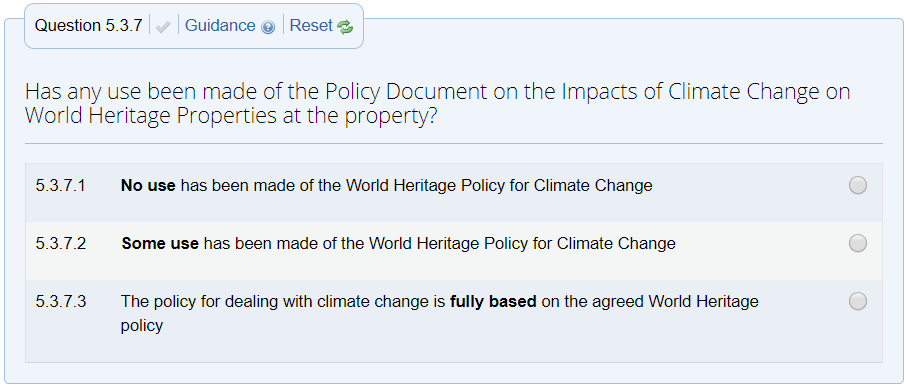 Question 5.3.7 Guidance Reset
Has any use been made of the Policy Document on the Impacts of Climate Change on
World Heritage Properties at the property?
5.3.7.1 No use has been made of the World Heritage Policy for Climate Change
5.3.7.2 Some use has been made of the World Heritage Policy for Climate Change
5.3.7.3 The policy for dealing with climate change is fully based on the agreed World Heritage
policy